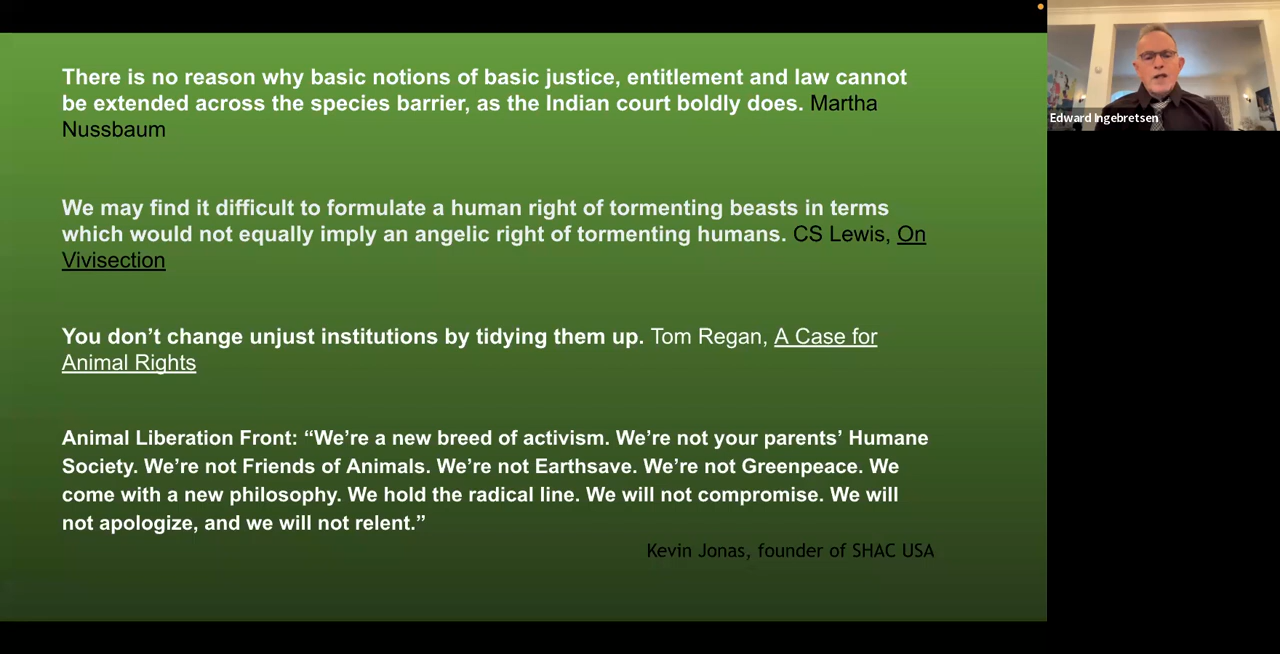 There is no reason why basic notions of basic justice, entitlement and law cannot
be extended across the species barrier, as the Indian court boldly does. Martha
Nussbaum
We may find it difficult to formulate a human right of tormenting beasts in terms
which would not equally imply an angelic right of tormenting humans. CS Lewis, On
Vivisection
You don’t change unjust institutions by tidying them up. Tom Regan, A Case for
Animal Rights
Animal Liberation Front: “We’re a new breed of activism. We’re not your parents’ Humane
Society. We’re not Friends of Animals. We’re not Earthsave. We’re not Greenpeace. We
come with a new philosophy. We hold the radical line. We will not compromise. We will
not apologize, and we will not relent.”
Kevin Jonas, founder of SHAC USA
Edward Ingebretsen